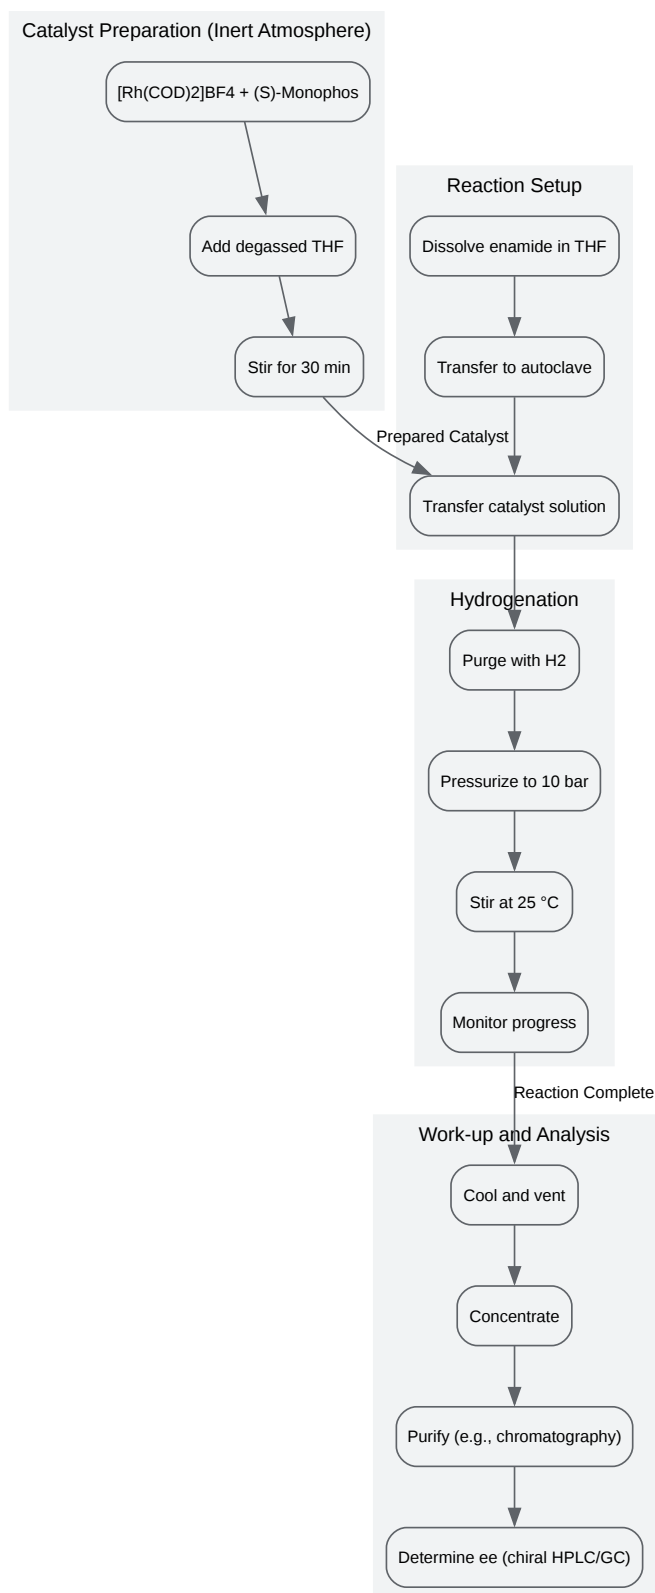 Catalyst Preparation (Inert Atmosphere)
[Rh(COD)2]BF4 + (S)-Monophos
Add degassed THF
Stir for 30 min
Reaction Setup
Dissolve enamide in THF
Transfer to autoclave
Prepared Catalyst
Transfer catalyst solution
Hydrogenation
Purge with H2
Pressurize to 10 bar
Stir at 25 °C
Monitor progress
Reaction Complete
Work-up and Analysis
Cool and vent
Concentrate
Purify (e.g., chromatography)
Determine ee (chiral HPLC/GC)